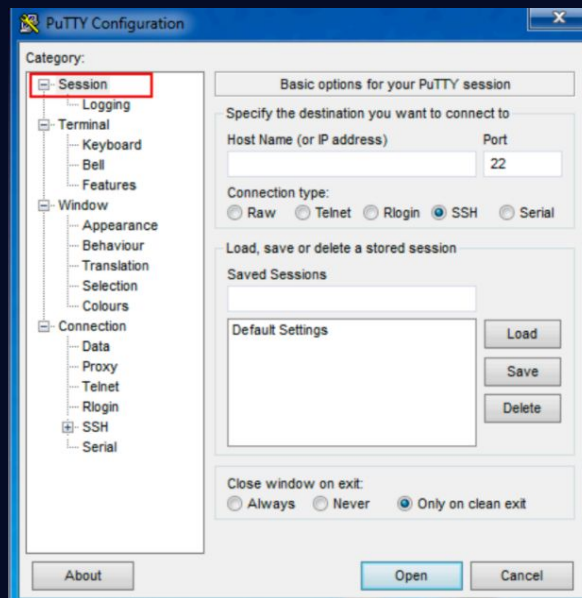 PuTTY Configuration
Category:
Session
Logging
Terminal
Keyboard
Bell
Features
Window
Appearance
Behaviour
Translation
Selection
Colours
Connection
Data
Proxy
Telnet
Rlogin
SSH
Serial
Basic options for your PuTTY session
Specify the destination you want to connect to
Host Name (or IP address) Port
22
Connection type:
Raw Telnet Rlogin SSH Serial
Load, save or delete a stored session
Saved Sessions
Default Settings
Load
Save
Delete
Close window on exit:
Always Never Only on clean exit
About Open Cancel